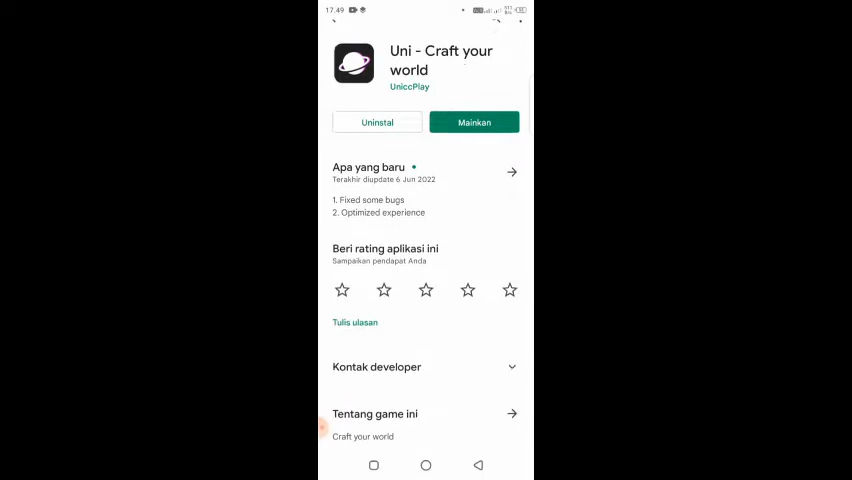 17.49
Uni - Craft your
world
UniccPlay
Uninstal
Mainkan
Apa yang baru
Terakhir diupdate 6 Jun 2022
1. Fixed some bugs
2. Optimized experience
Beri rating aplikasi ini
Sampaikan pendapat Anda
Tulis ulasan
Kontak developer
Tentang game ini
Craft your world